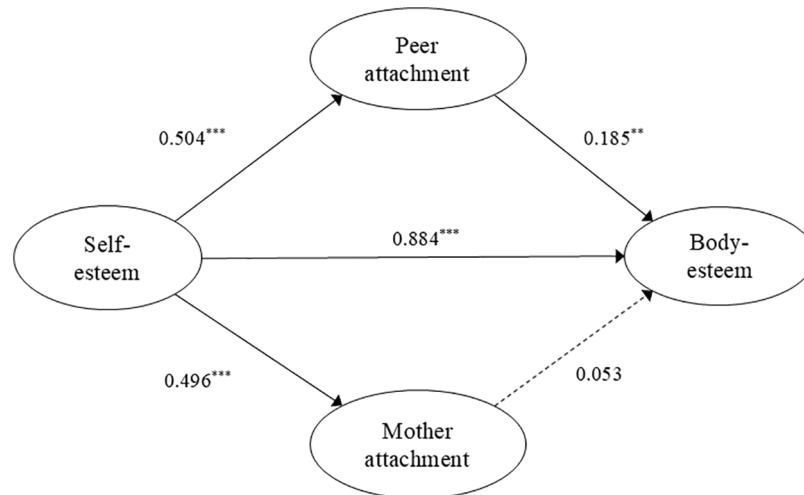 Peer
attachment
0.504***
0.185**
Self-
esteem
0.884***
Body-
esteem
0.496***
0.053
Mother
attachment